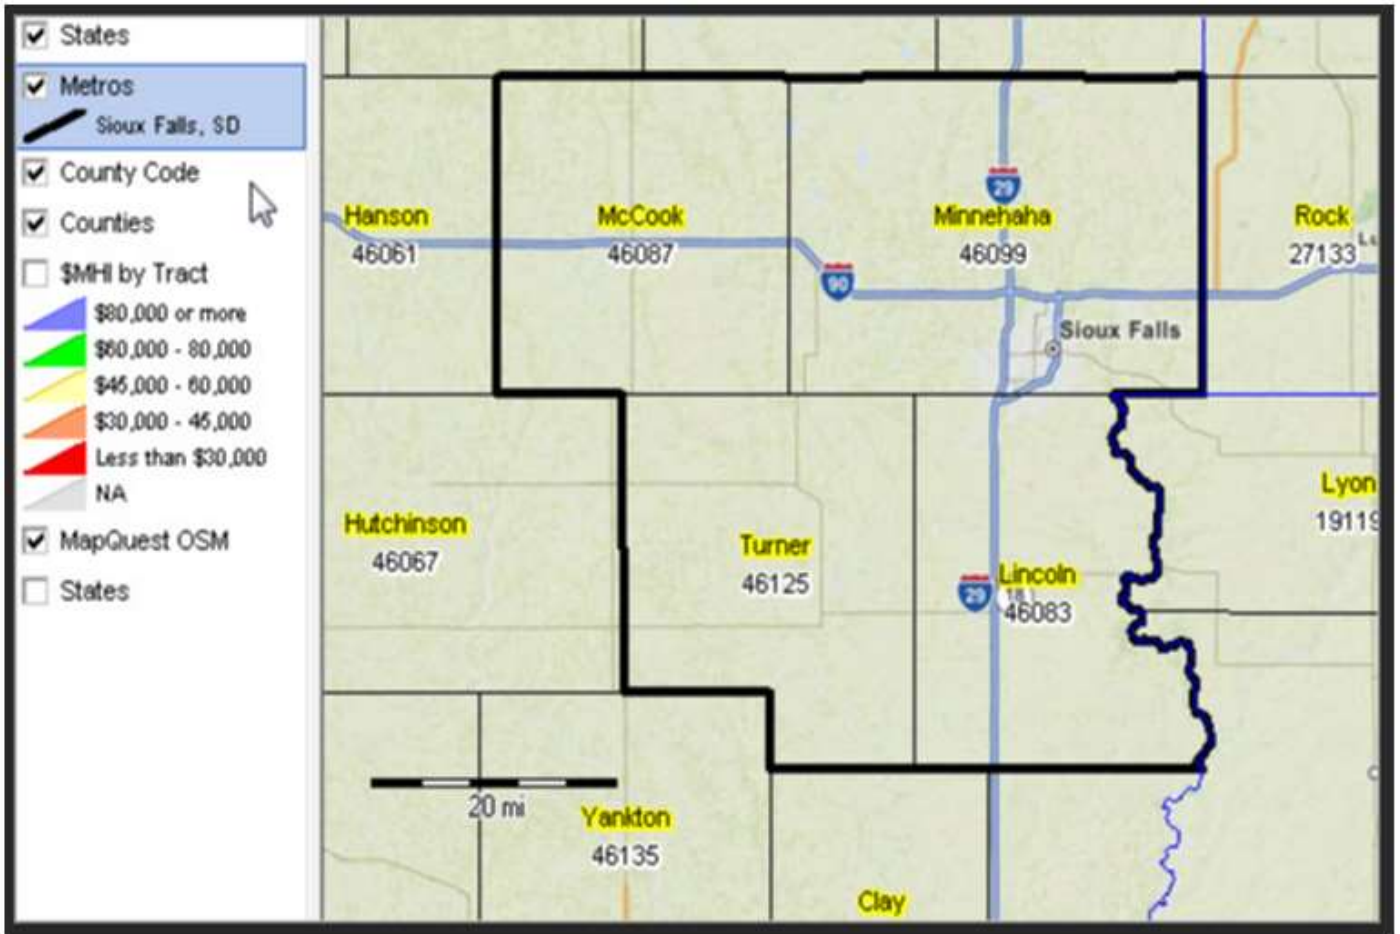 States
Metros
Sioux Falls, SD
County Code
Counties
$MHI by Tract
$80,000 or more
$60,000 - 80,000
$45,000 - 60,000
$30,000 - 45,000
Less than $30,000
NA
MapQuest OSM
States
29
Hanson
46061
McCook
46087
Minnehaha
46099
Rock
27133
Lu
90
Sioux Falls
Hutchinson
46067
Turner
46125
29
Lincoln
18
46083
Lyon
19119
20 mi
Yankton
46135
Clay